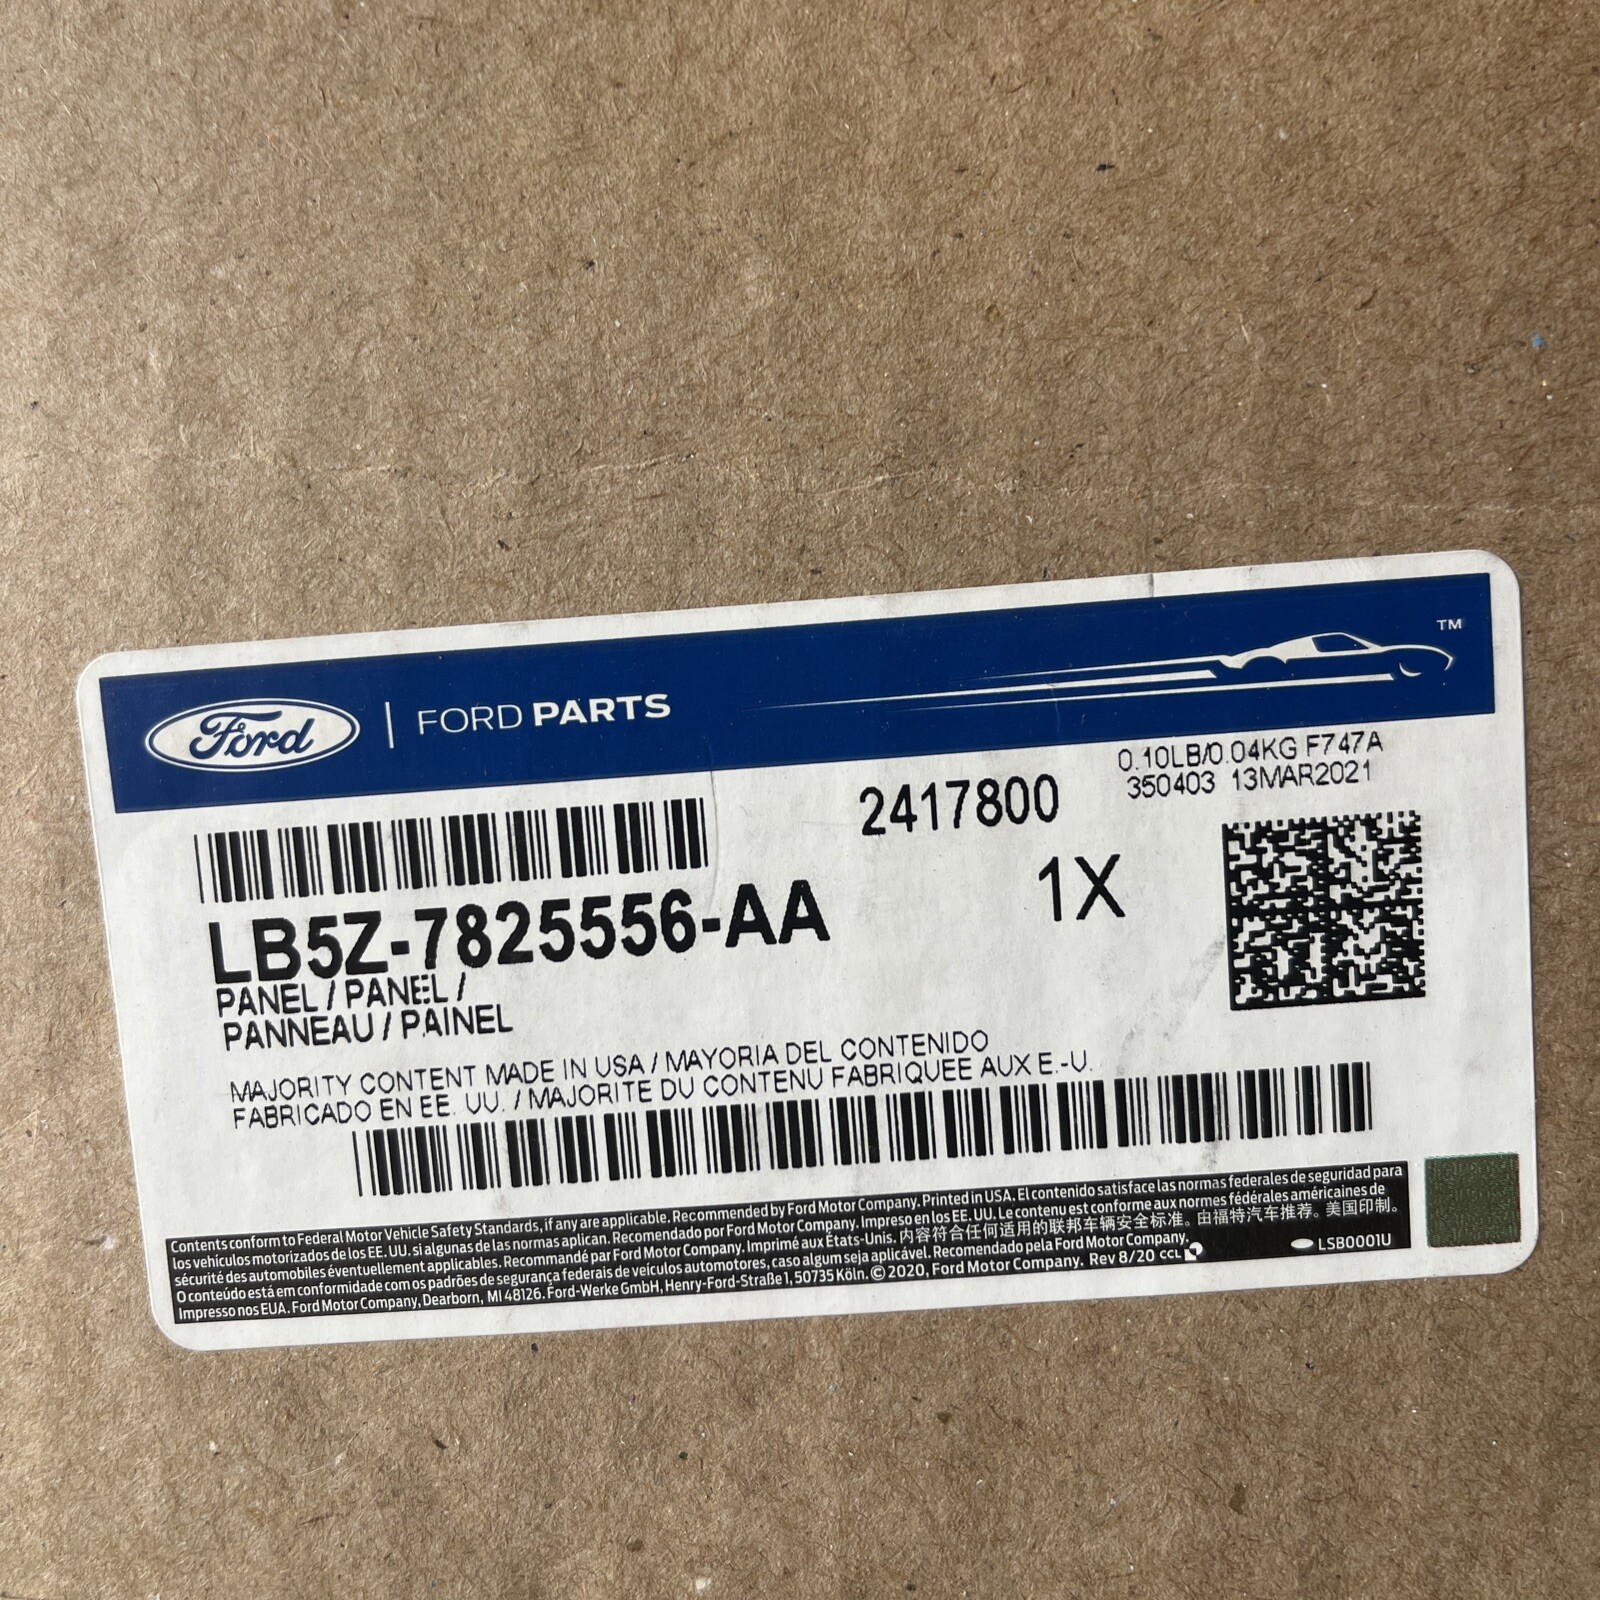 Ford | FORD PARTS
TM
0.10LB/0.04KG F747A
2417800
350403 13MAR2021
1X
LB5Z-7825556-AA
PANEL / PANEL /
PANNEAU / PAINEL
MAJORITY CONTENT MADE IN USA / MAYORIA DEL CONTENIDO
FABRICADO EN EE. UU. / MAJORITE DU CONTENU FABRIQUEE AUX E.-U.
Contents conform to Federal Motor Vehicle Safety Standards, if any are applicable. Recommended by Ford Motor Company. Printed in USA. El contenido satisface las normas federales de seguridad para
los vehículos motorizados de los EE. UU. si algunas de las normas aplican. Recomendado por Ford Motor Company. Impreso en los EE. UU. Le contenu est conforme aux normes fédérales américaines de
sécurité des automobiles éventuellement applicables. Recommandé par Ford Motor Company. Imprimé aux États-Unis. 内容符合任何适用的联邦车辆安全标准。由福特汽车推荐。美国印制。
O conteúdo está em conformidade com os padrões de segurança federais de veículos automotores, caso algum seja aplicável. Recomendado pela Ford Motor Company.
Impresso nos EUA. Ford Motor Company, Dearborn, MI 48126. Ford-Werke GmbH, Henry-Ford-Straße 1, 50735 Köln. © 2020, Ford Motor Company. Rev 8/20 CCL
LSB0001U